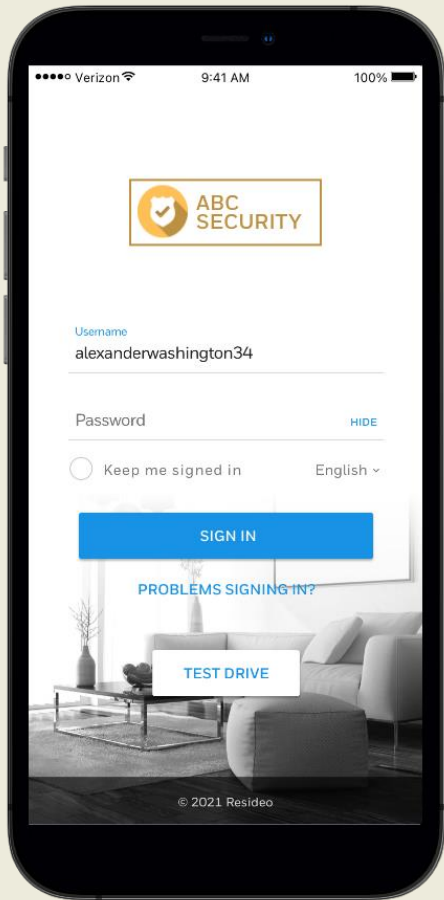 Verizon 9:41 AM 100%
ABC
SECURITY
Username
alexanderwashington34
Password HIDE
Keep me signed in English
SIGN IN
PROBLEMS SIGNING IN?
TEST DRIVE
© 2021 Resideo